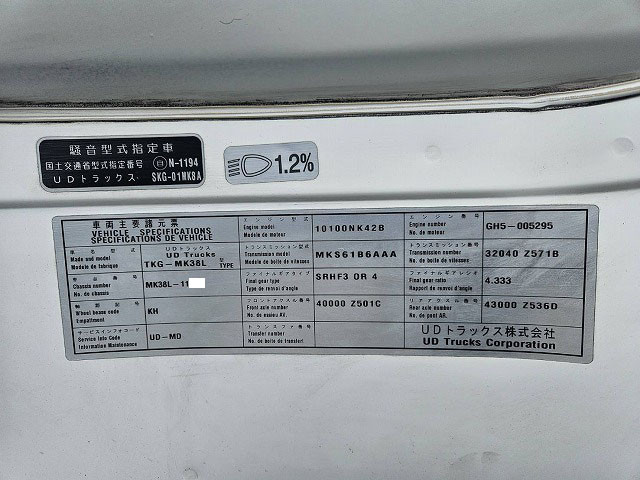 騒音型式指定車
国土交通省型式指定番号 自 N-1194
UDトラックス SKG-01MK8A
1.2%
車両主要諸元
VEHICLE SPECIFICATIONS
SPECIFICATIONS DE VEHICLE
車名型式
Make and model
Modele de fabrique
UDトラックス
UD Trucks
TKG-MK38L 型 TYPE
車台番号
Chassis number
No. de chassis
MK38L-11
Wheel base code
Empattement
KH
サービスインフォコード
Service Info Code
Information Maintenance
UD-MD
エンジン型式
Engine model
Modele de moteur
10100NK42B
トランスミッション型式
Transmission model
Modele de boite de vitesses
MKS61B6AAA
ファイナルギアタイプ
Final gear type
Type de renvoi d'angle
SRHF3 OR 4
フロントアクスル番号
Front axle number
No. de essieu AV.
40000 Z501C
トランスファ番号
Transfer number
No. de boite de transfert
エンジン番号
Engine number
No. de moteur
GH5-005295
トランスミッション番号
Transmission number
No. de boite de vitesses
32040 Z571B
ファイナルギアレシオ
Final gear ratio
Rapport de renvoi d'angle
4.333
リアアクスル番号
Rear axle number
No. de pont AR.
43000 Z536D
UDトラックス株式会社
UD Trucks Corporation